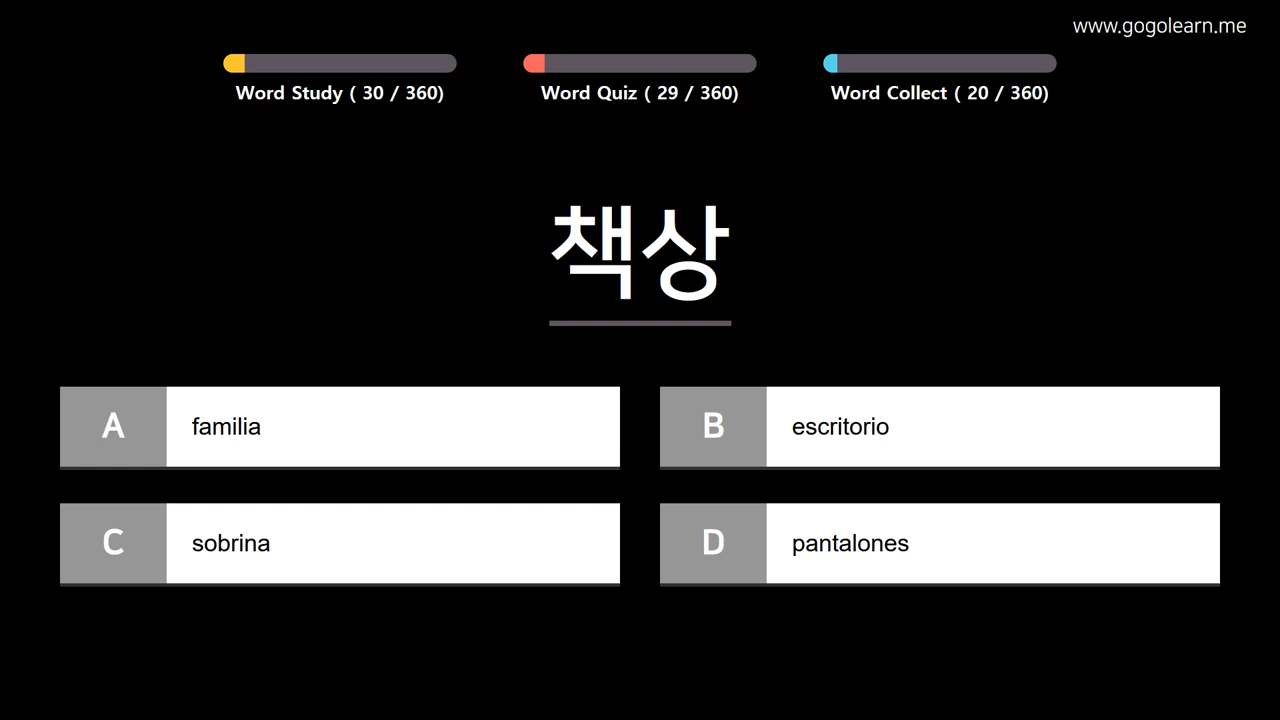 www.gogolearn.me
Word Study ( 30 / 360)
Word Quiz ( 29 / 360)
Word Collect ( 20 / 360)
책상
A familia
B escritorio
C sobrina
D pantalones